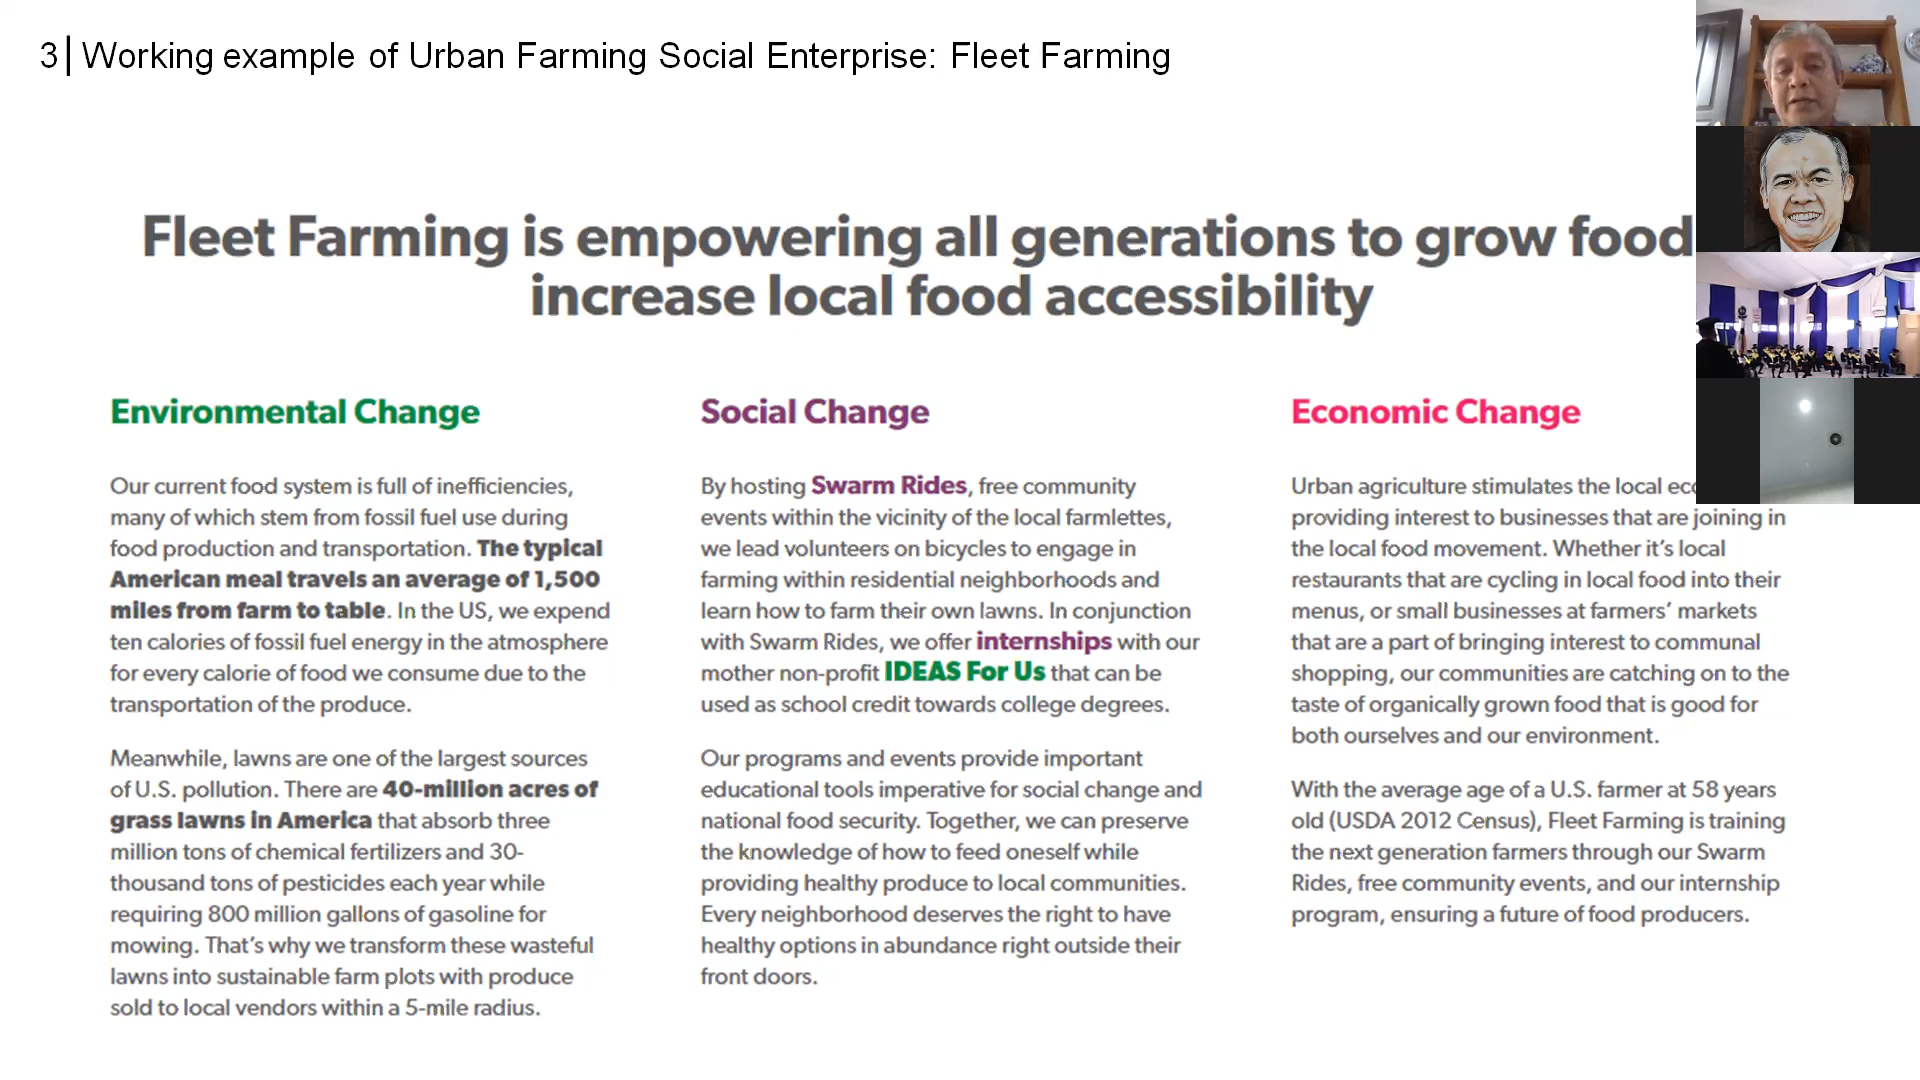 3|Working example of Urban Farming Social Enterprise: Fleet Farming
Fleet Farming is empowering all generations to grow food
increase local food accessibility
Environmental Change
Our current food system is full of inefficiencies,
many of which stem from fossil fuel use during
food production and transportation. The typical
American meal travels an average of 1,500
miles from farm to table. In the US, we expend
ten calories of fossil fuel energy in the atmosphere
for every calorie of food we consume due to the
transportation of the produce.
Meanwhile, lawns are one of the largest sources
of U.S. pollution. There are 40-million acres of
grass lawns in America that absorb three
million tons of chemical fertilizers and 30-
thousand tons of pesticides each year while
requiring 800 million gallons of gasoline for
mowing. That's why we transform these wasteful
lawns into sustainable farm plots with produce
sold to local vendors within a 5-mile radius.
Social Change
By hosting Swarm Rides, free community
events within the vicinity of the local farmlettes,
we lead volunteers on bicycles to engage in
farming within residential neighborhoods and
learn how to farm their own lawns. In conjunction
with Swarm Rides, we offer internships with our
mother non-profit IDEAS For Us that can be
used as school credit towards college degrees.
Our programs and events provide important
educational tools imperative for social change and
national food security. Together, we can preserve
the knowledge of how to feed oneself while
providing healthy produce to local communities.
Every neighborhood deserves the right to have
healthy options in abundance right outside their
front doors.
Economic Change
Urban agriculture stimulates the local
providing interest to businesses that are joining in
the local food movement. Whether it's local
restaurants that are cycling in local food into their
menus, or small businesses at farmers' markets
that are a part of bringing interest to communal
shopping, our communities are catching on to the
taste of organically grown food that is good for
both ourselves and our environment.
With the average age of a U.S. farmer at 58 years
old (USDA 2012 Census), Fleet Farming is training
the next generation farmers through our Swarm
Rides, free community events, and our internship
program, ensuring a future of food producers.